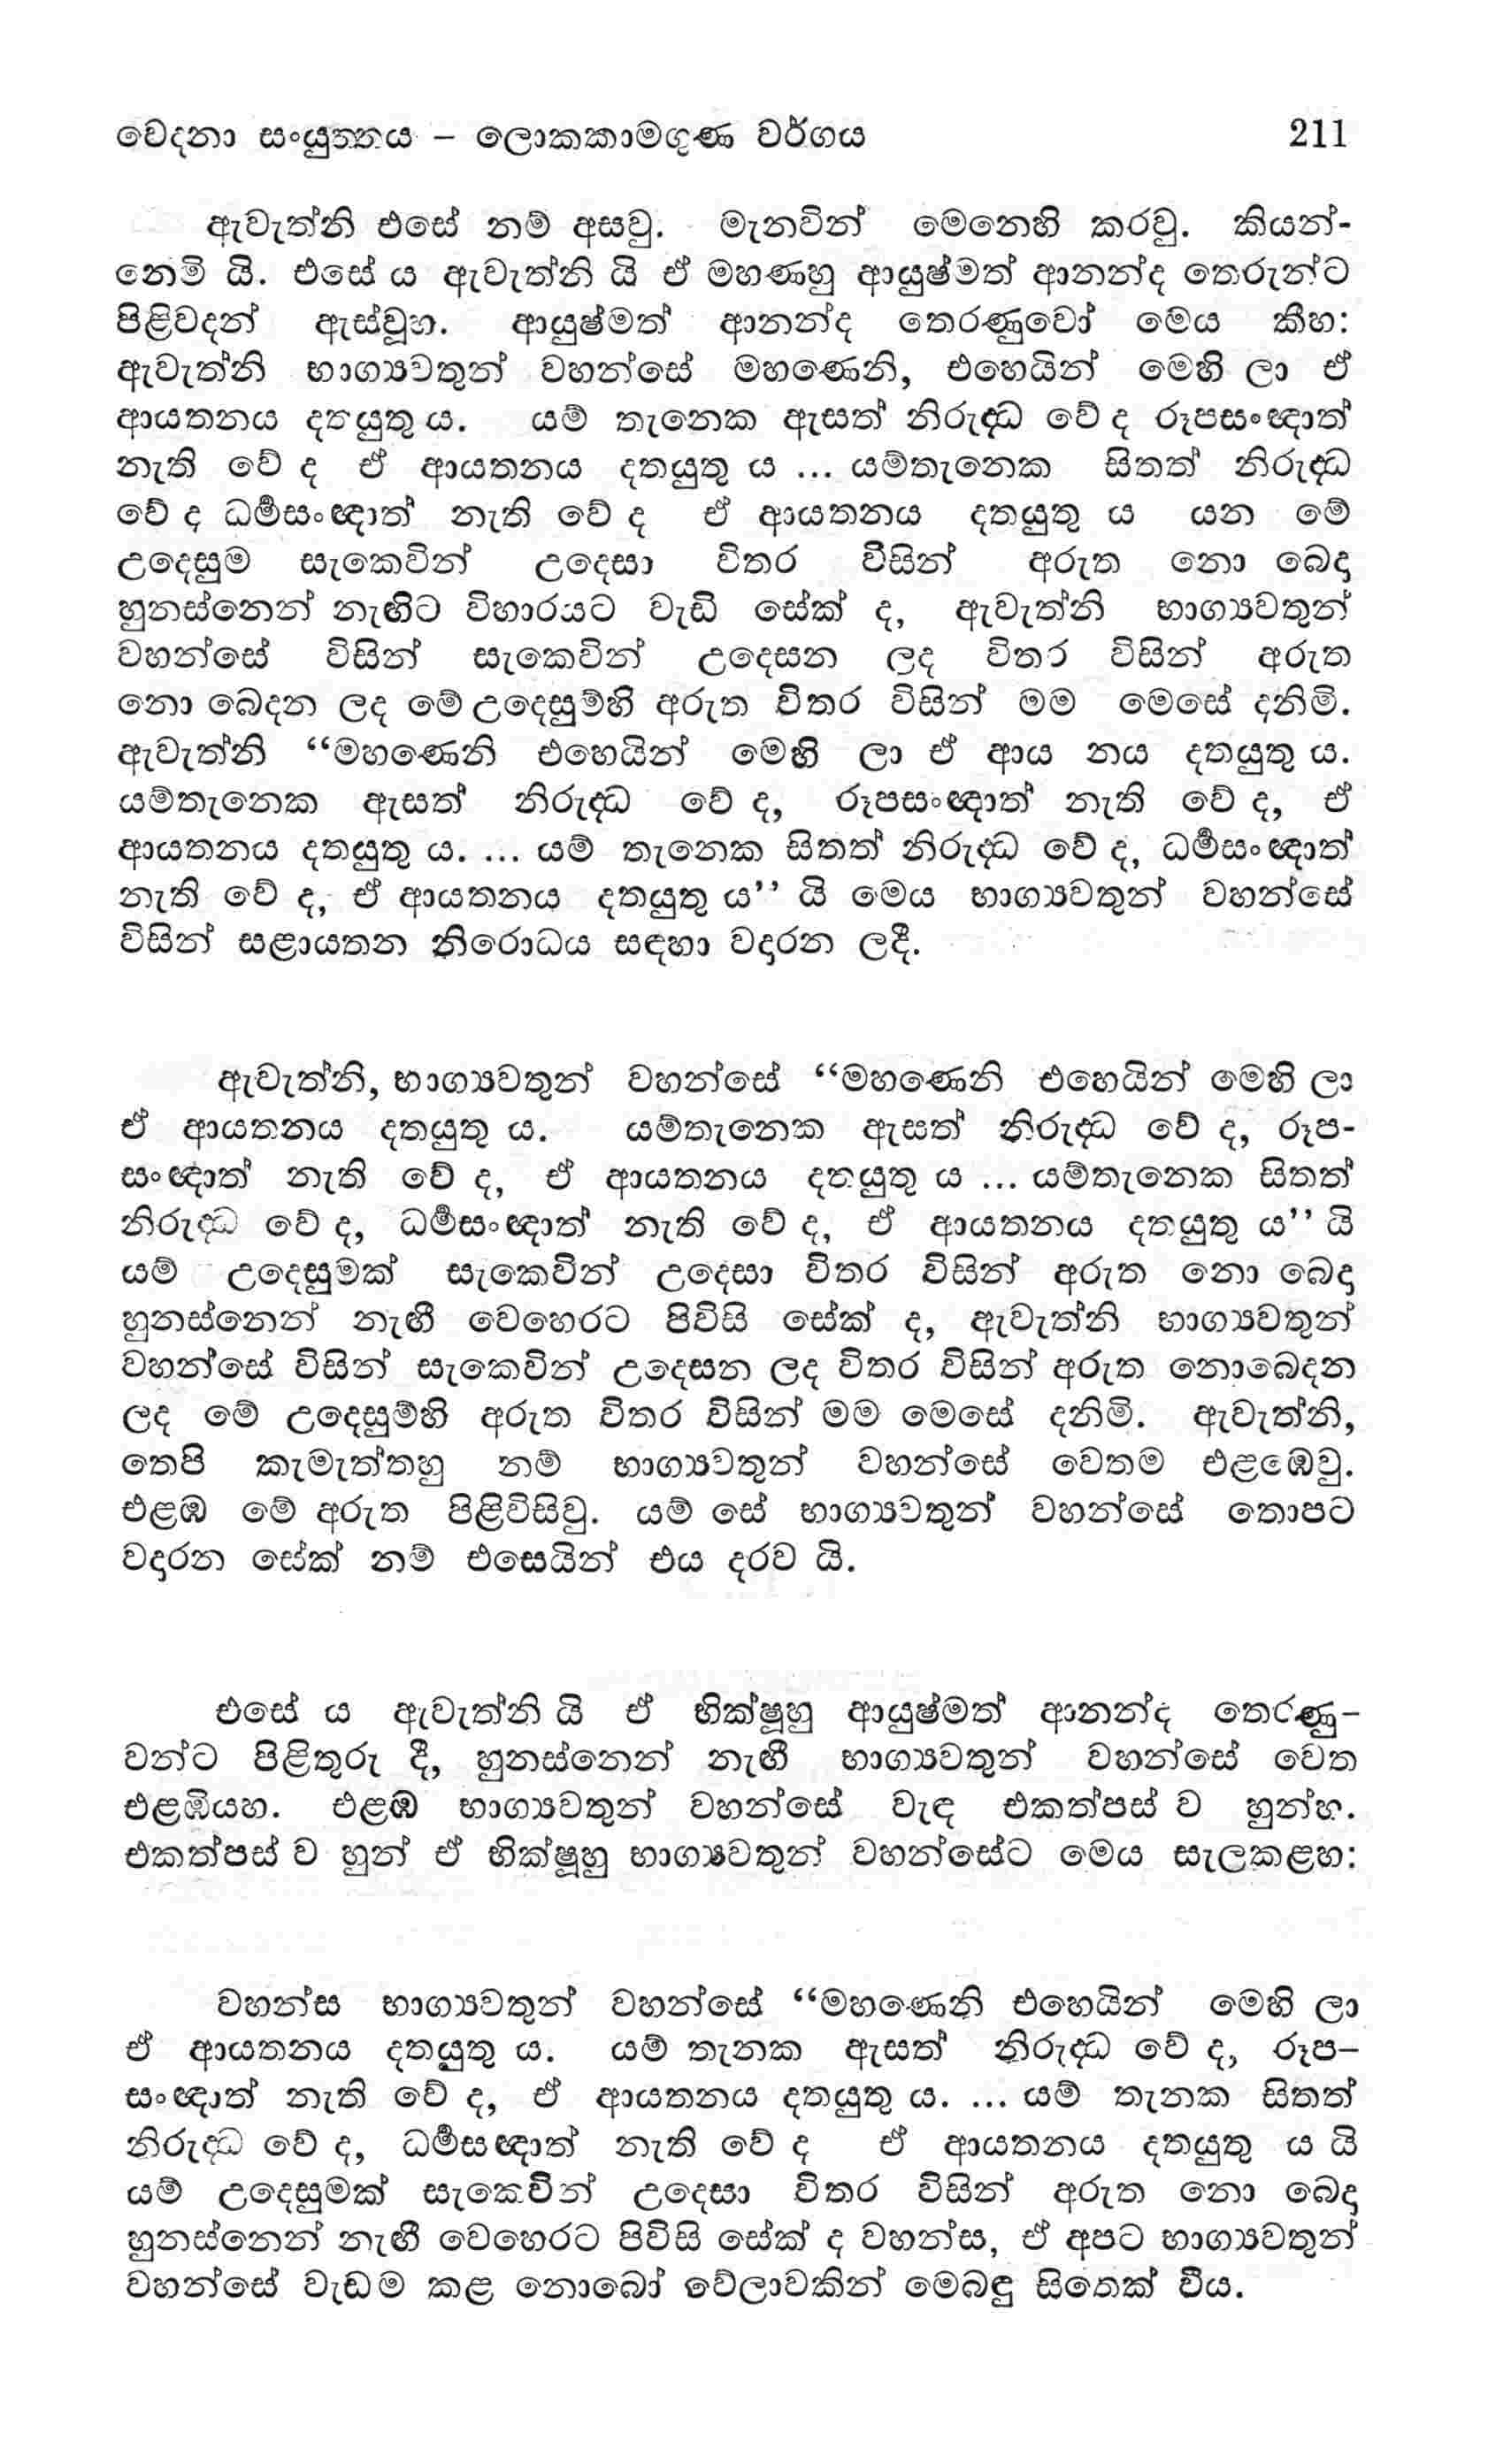 වෙදනා සංයුත්තය – ලොකකාමගුණ වර්ගය 211
ඇවැත්නි එසේ නම් අසවු. මැනවින් මෙනෙහි කරවු. කියන්-
නෙමි යි. එසේ ය ඇවැත්නි යි ඒ මහණහු ආයුෂ්මත් ආනන්ද තෙරුන්ට
පිළිවදන් ඇස්වූහ. ආයුෂ්මත් ආනන්ද තෙරණුවෝ මෙය කීහ:
ඇවැත්නි භාග්‍යවතුන් වහන්සේ මහණෙනි, එහෙයින් මෙහි ලා ඒ
ආයතනය දතයුතු ය. යම් තැනෙක ඇසත් නිරුද්ධ වේ ද රූපසංඥාත්
නැති වේ ද ඒ ආයතනය දතයුතු ය ... යම්තැනෙක සිතත් නිරුද්ධ
වේ ද ධර්‍මසංඥාත් නැති වේ ද ඒ ආයතනය දතයුතු ය යන මේ
උදෙසුම සැකෙවින් උදෙසා විතර විසින් අරුත නො බෙදා
හුනස්නෙන් නැඟිට විහාරයට වැඩි සේක් ද, ඇවැත්නි භාග්‍යවතුන්
වහන්සේ විසින් සැකෙවින් උදෙසන ලද විතර විසින් අරුත
නො බෙදන ලද මේ උදෙසුම්හි අරුත විතර විසින් මම මෙසේ දනිමි.
ඇවැත්නි “මහණෙනි එහෙයින් මෙහි ලා ඒ ආය නය දතයුතු ය.
යම්තැනෙක ඇසත් නිරුද්ධ වේ ද, රූපසංඥාත් නැති වේ ද, ඒ
ආයතනය දතයුතු ය. ... යම් තැනෙක සිතත් නිරුද්ධ වේ ද, ධර්‍මසංඥාත්
නැති වේ ද, ඒ ආයතනය දතයුතු ය” යි මෙය භාග්‍යවතුන් වහන්සේ
විසින් සළායතන නිරොධය සඳහා වදාරන ලදී.
ඇවැත්නි, භාග්‍යවතුන් වහන්සේ “මහණෙනි එහෙයින් මෙහි ලා
ඒ ආයතනය දතයුතු ය. යම්තැනෙක ඇසත් නිරුද්ධ වේ ද, රූප-
සංඥාත් නැති වේ ද, ඒ ආයතනය දතයුතු ය ... යම්තැනෙක සිතත්
නිරුද්ධ වේ ද, ධර්‍මසංඥාත් නැති වේ ද, ඒ ආයතනය දතයුතු ය” යි
යම් උදෙසුමක් සැකෙවින් උදෙසා විතර විසින් අරුත නො බෙදා
හුනස්නෙන් නැඟී වෙහෙරට පිවිසි සේක් ද, ඇවැත්නි භාග්‍යවතුන්
වහන්සේ විසින් සැකෙවින් උදෙසන ලද විතර විසින් අරුත නොබෙදන
ලද මේ උදෙසුම්හි අරුත විතර විසින් මම මෙසේ දනිමි. ඇවැත්නි,
තෙපි කැමැත්තහු නම් භාග්‍යවතුන් වහන්සේ වෙතම එළඹෙවු.
එළඹ මේ අරුත පිළිවිසිවු. යම් සේ භාග්‍යවතුන් වහන්සේ තොපට
වදාරන සේක් නම් එසෙයින් එය දරව යි.
එසේ ය ඇවැත්නි යි ඒ භික්ෂූහු ආයුෂ්මත් ආනන්ද තෙරණු–
වන්ට පිළිතුරු දී, හුනස්නෙන් නැඟී භාග්‍යවතුන් වහන්සේ වෙත
එළඹියහ. එළඹ භාග්‍යවතුන් වහන්සේ වැඳ එකත්පස් ව හුන්හ.
එකත්පස් ව හුන් ඒ භික්ෂූහු භාග්‍යවතුන් වහන්සේට මෙය සැලකළහ:
වහන්ස භාග්‍යවතුන් වහන්සේ “මහණෙනි එහෙයින් මෙහි ලා
ඒ ආයතනය දතයුතු ය. යම් තැනක ඇසත් නිරුද්ධ වේ ද, රූප–
සංඥාත් නැති වේ ද, ඒ ආයතනය දතයුතු ය. ... යම් තැනක සිතත්
නිරුද්ධ වේ ද, ධර්‍මසඥාත් නැති වේ ද ඒ ආයතනය දතයුතු ය යි
යම් උදෙසුමක් සැකෙවින් උදෙසා විතර විසින් අරුත නො බෙදා
හුනස්නෙන් නැඟී වෙහෙරට පිවිසි සේක් ද වහන්ස, ඒ අපට භාග්‍යවතුන්
වහන්සේ වැඩම කළ නොබෝ වේලාවකින් මෙබඳු සිතෙක් විය.